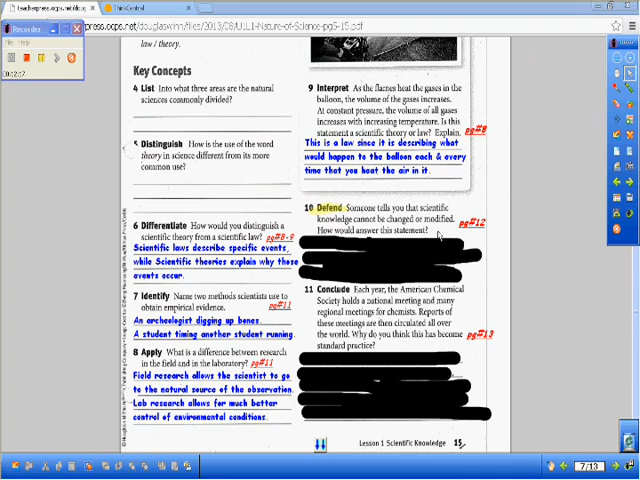 teacherpress.ocps.net/doug
ThinkCentral
erpress.ocps.net/douglaswinn/files/2013/08/U1L1-Nature-of-Science-pg5-15.pdf
Recorder
File Help
law / theory.
Key Concepts
4 List Into what three areas are the natural
sciences commonly divided?
5 Distinguish How is the use of the word
theory in science different from its more
common use?
6 Differentiate How would you distinguish a
scientific theory from a scientific law? pg#8-9
Scientific laws describe specific events,
while Scientific theories explain why those
events occur.
7 Identify Name two methods scientists use to
obtain empirical evidence. pg#11
An archeologist digging up bones.
A student timing another student running.
8 Apply What is a difference between research
in the field and in the laboratory? pg#11
Field research allows the scientist to go
to the natural source of the observation.
Lab research allows for much better
control of environmental conditions.
9 Interpret As the flames heat the gases in the
balloon, the volume of the gases increases.
At constant pressure, the volume of all gases
increases with increasing temperature. Is this
statement a scientific theory or law? Explain. pg#8
This is a law since it is describing what
would happen to the balloon each & every
time that you heat the air in it.
10 Defend Someone tells you that scientific
knowledge cannot be changed or modified. pg#12
How would answer this statement?
11 Conclude Each year, the American Chemical
Society holds a national meeting and many
regional meetings for chemists. Reports of
these meetings are then circulated all over
the world. Why do you think this has become pg#13
standard practice?
Lesson 1 Scientific Knowledge 15
7/13